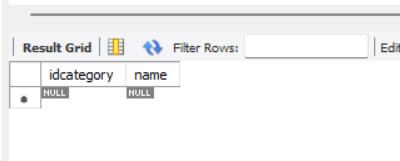 Result Grid Filter Rows: Edit
idcategory name
NULL NULL